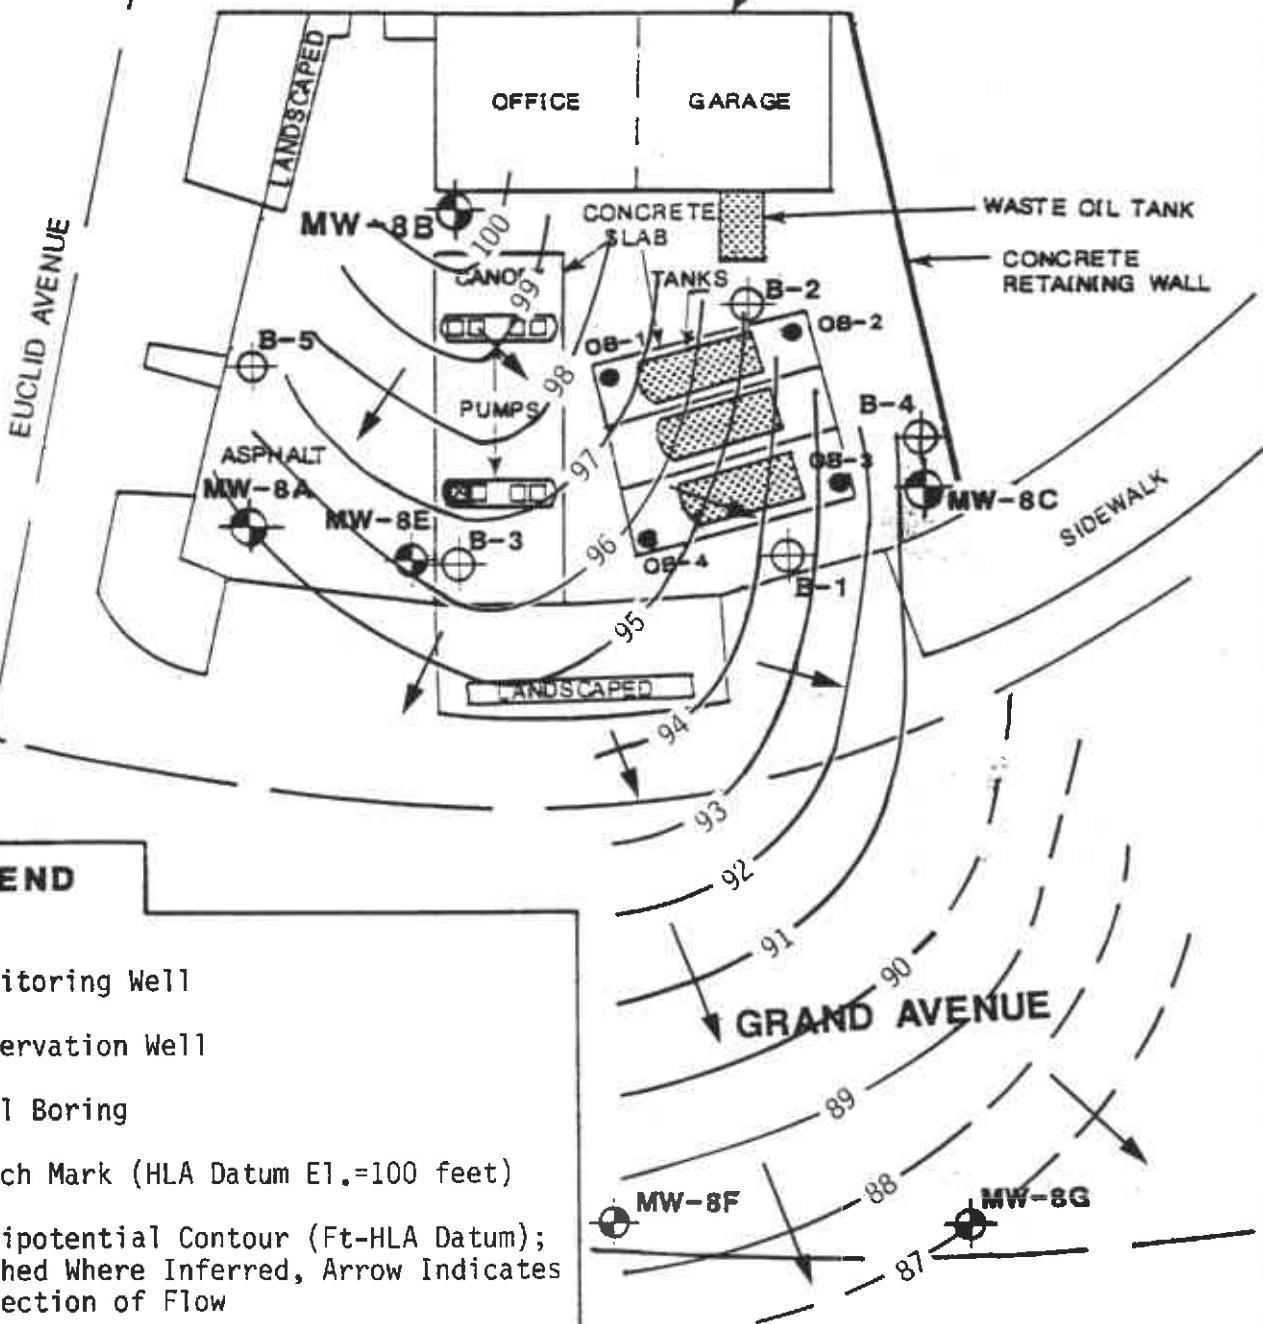 OFFICE
GARAGE
LANDSCAPED
EUCLID AVENUE
MW-8B
100
CONCRETE
SLAB
WASTE OIL TANK
CONCRETE
RETAINING WALL
99
TANKS
B-2
OB-2
OB-1
B-5
98
PUMPS
B-4
97
OB-3
ASPHALT
MW-8A
MW-8C
SIDEWALK
MW-8E
B-3
96
OB-4
B-1
95
LANDSCAPED
94
93
92
91
90
GRAND AVENUE
89
88
MW-8F
MW-8G
87
END
itoring Well
ervation Well
l Boring
ch Mark (HLA Datum El.=100 feet)
ipotential Contour (Ft-HLA Datum);
hed Where Inferred, Arrow Indicates
ection of Flow